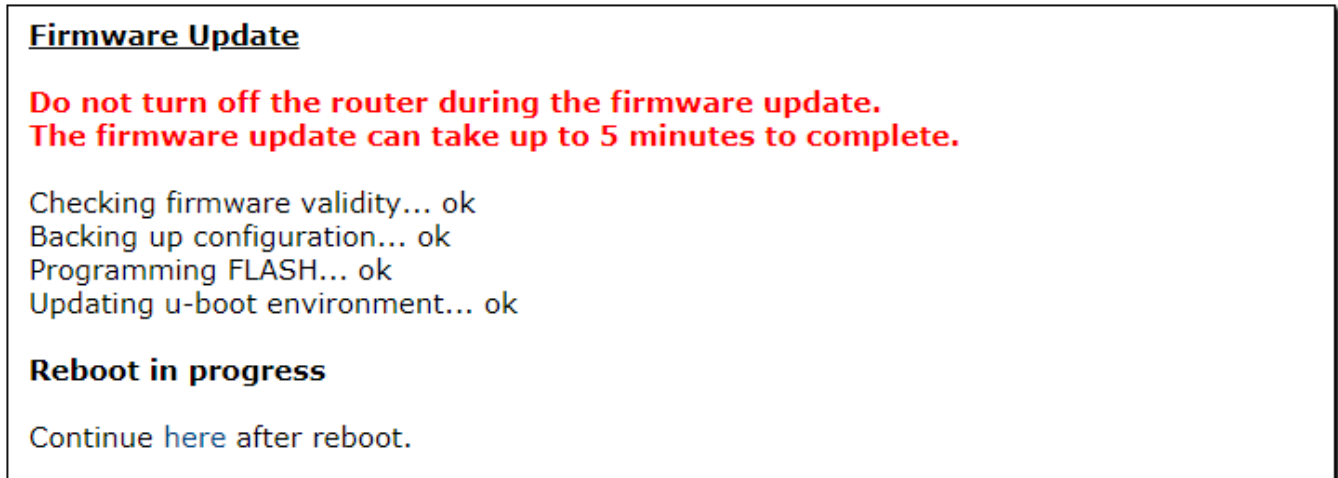 Firmware Update
Do not turn off the router during the firmware update.
The firmware update can take up to 5 minutes to complete.
Checking firmware validity... ok
Backing up configuration... ok
Programming FLASH... ok
Updating u-boot environment... ok
Reboot in progress
Continue here after reboot.